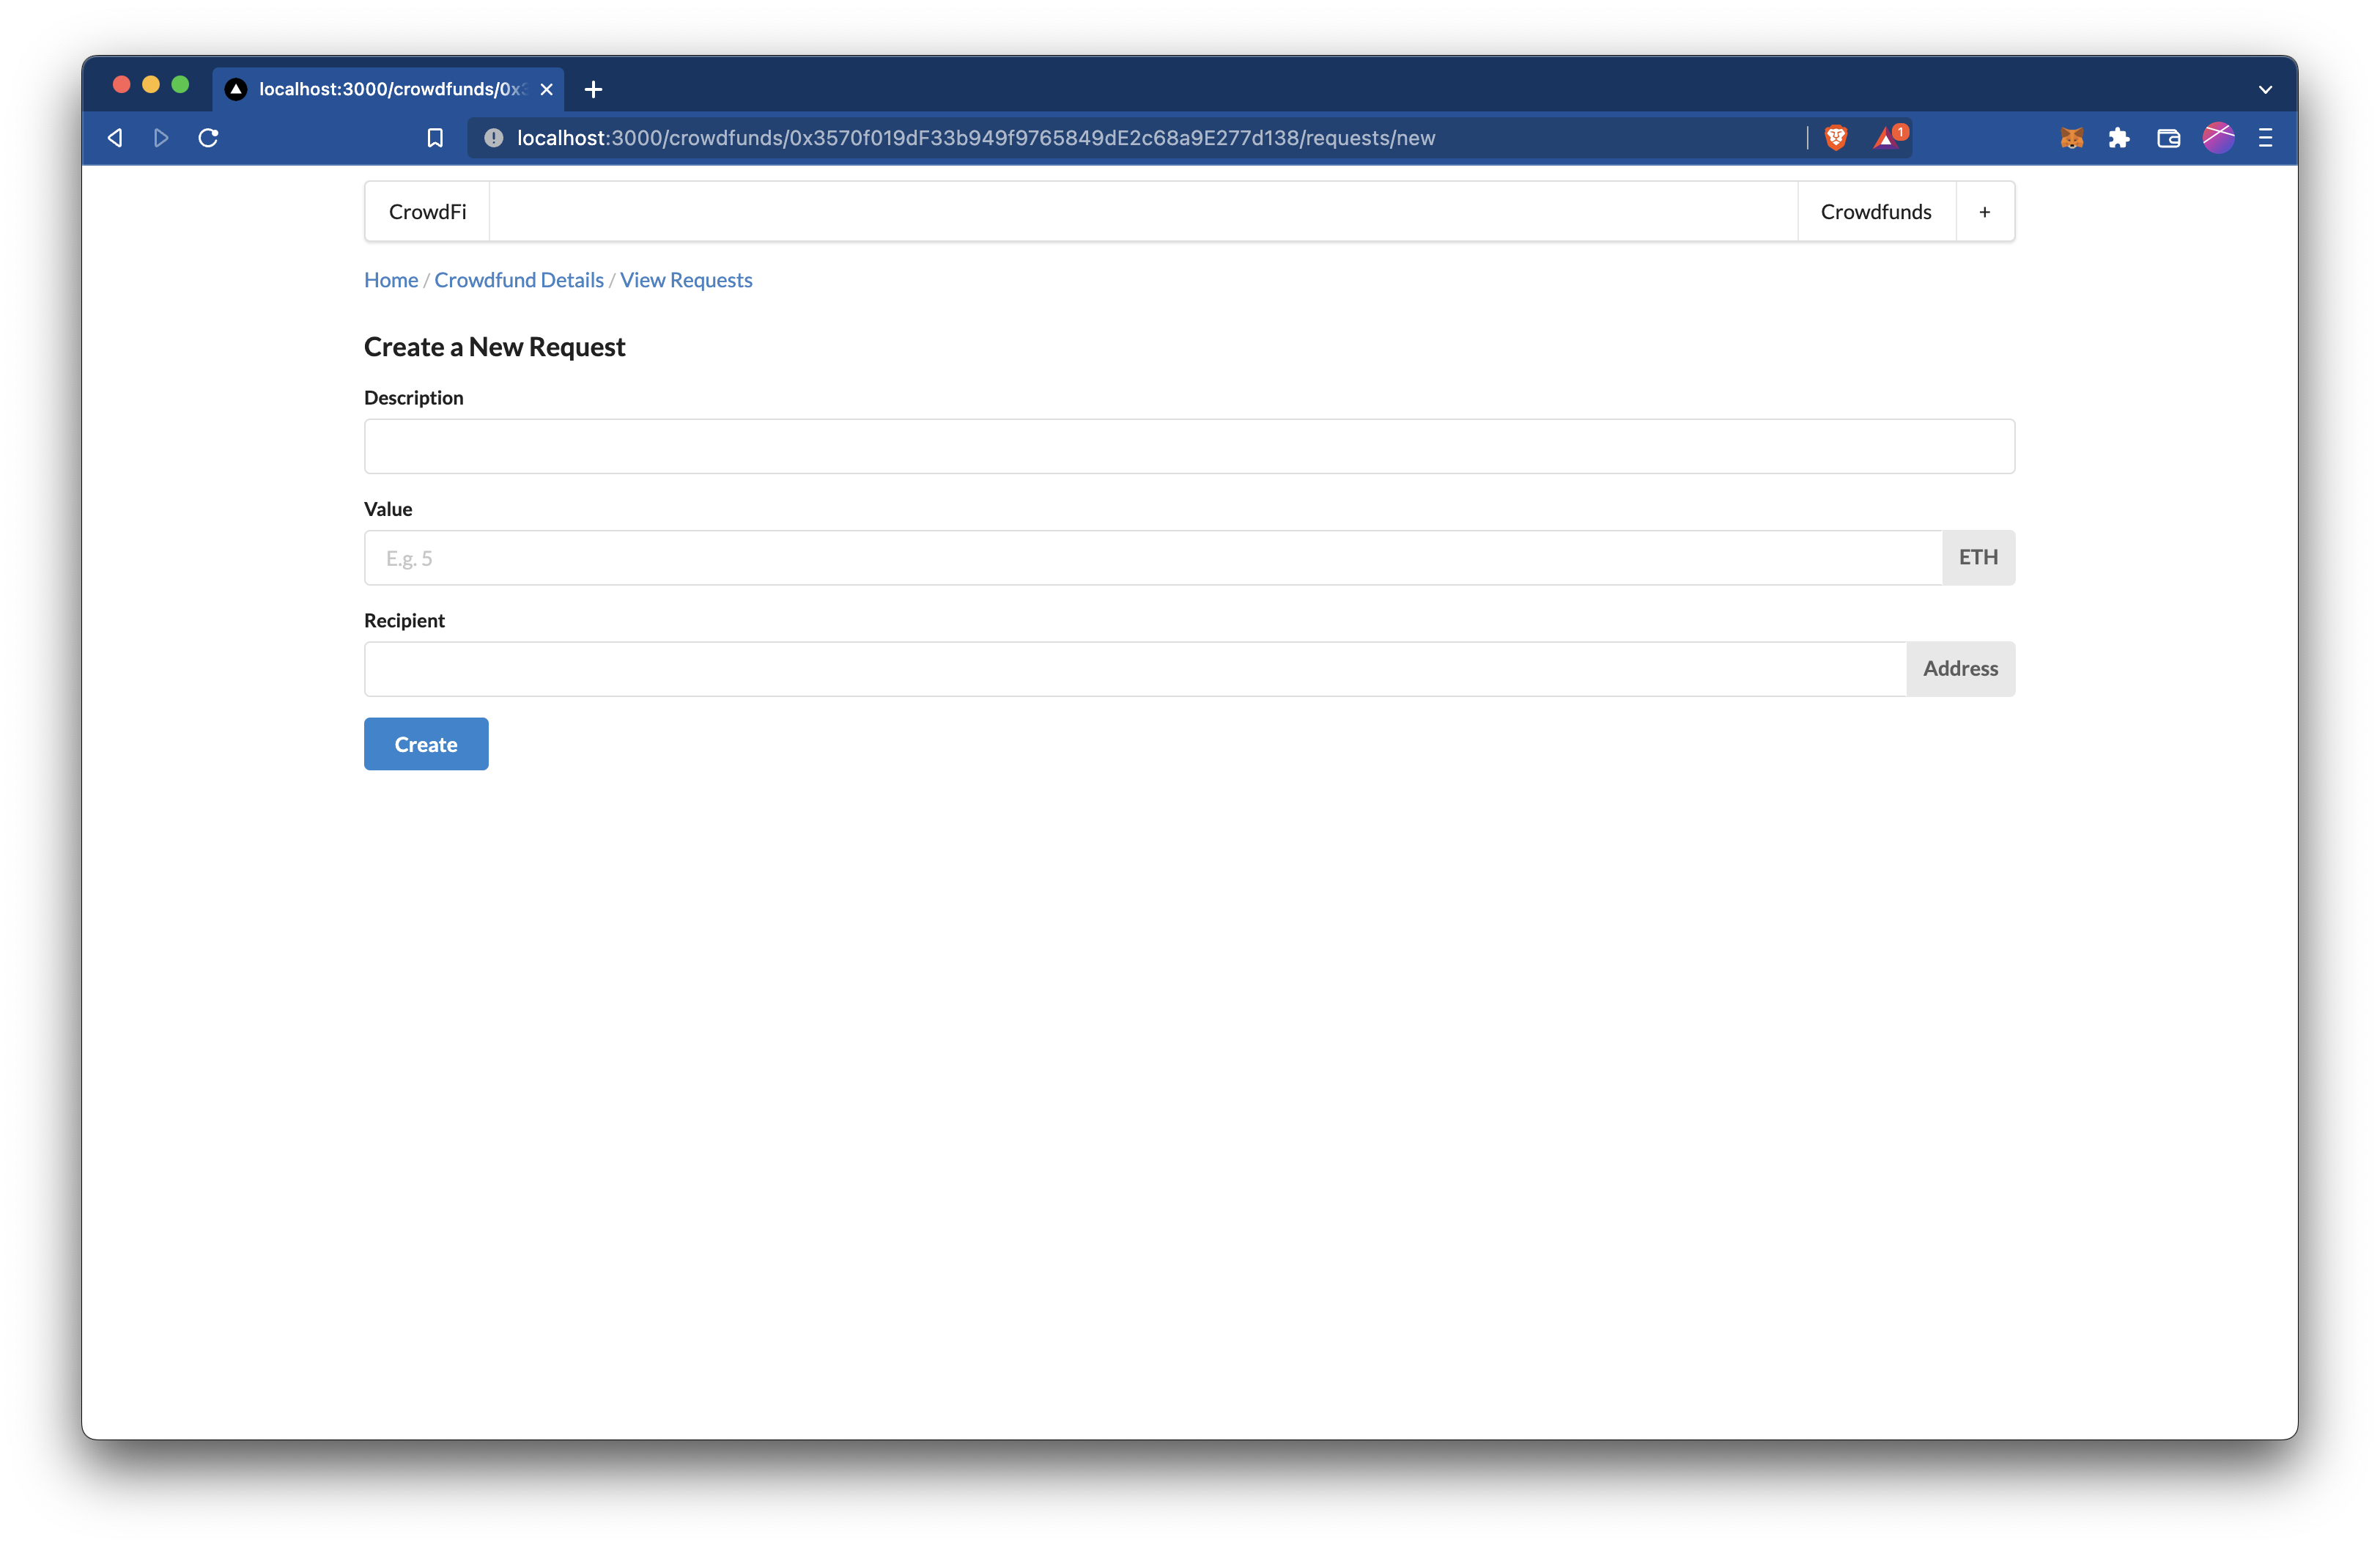 localhost:3000/crowdfunds/0x3
localhost:3000/crowdfunds/0x3570f019dF33b949f9765849dE2c68a9E277d138/requests/new
1
CrowdFi
Crowdfunds
+
Home / Crowdfund Details / View Requests
Create a New Request
Description
Value
E.g. 5
ETH
Recipient
Address
Create